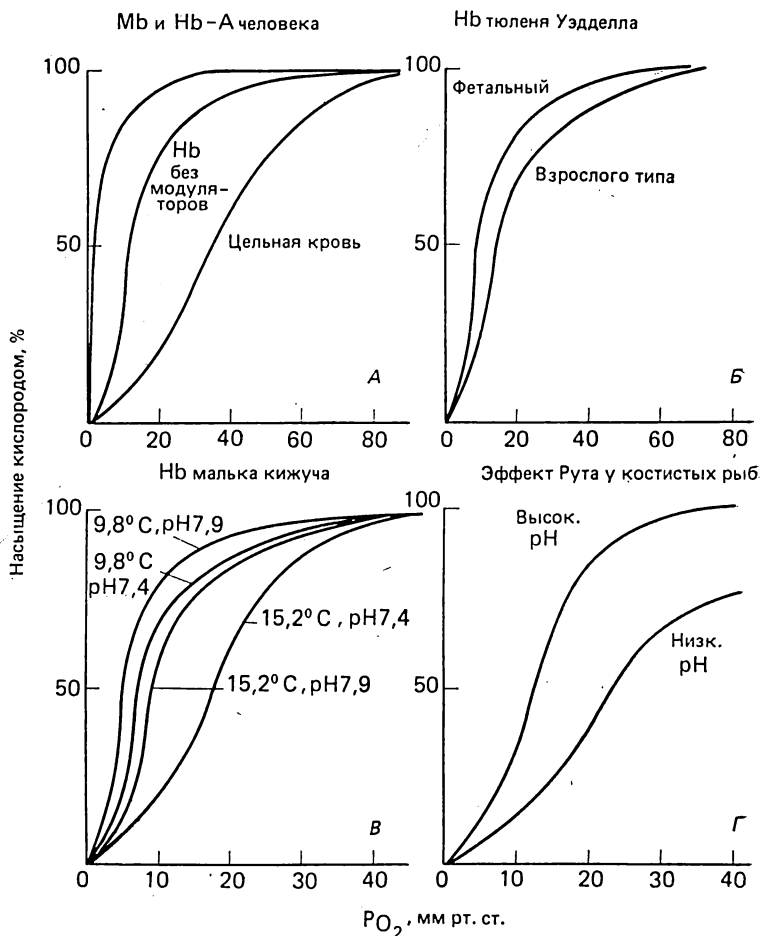 Mb и Hb–A человека
Hb тюленя Уэдделла
100
Hb
без
модуля-
торов
Цельная кровь
50
А
0 20 40 60 80
100
Фетальный
Взрослого типа
50
Б
0 20 40 60 80
Насыщение кислородом, %
Hb малька кижуча
Эффект Рута у костистых рыб
100
9,8° С, pH7,9
9,8° С
pH7,4
15,2° С, pH7,4
50
15,2° С, pH7,9
В
0 10 20 30 40
100
Высок.
pH
Низк.
pH
50
Г
0 10 20 30 40
PO2, мм рт. ст.